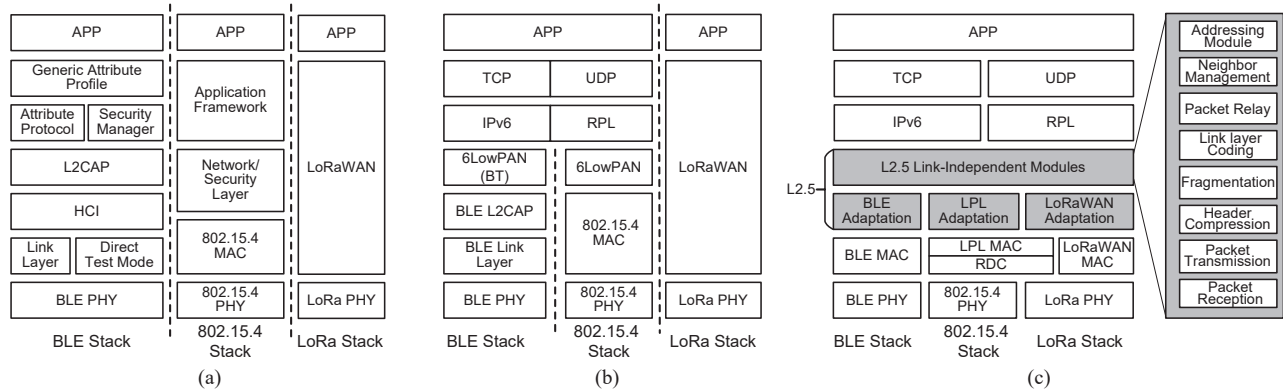 APP
Generic Attribute
Profile
Attribute
Protocol
Security
Manager
L2CAP
HCI
Link
Layer
Direct
Test Mode
BLE PHY
BLE Stack
APP
Application
Framework
Network/
Security
Layer
802.15.4
MAC
802.15.4
PHY
802.15.4
Stack
APP
LoRaWAN
LoRa PHY
LoRa Stack
(a)
APP
TCP
UDP
IPv6
RPL
6LowPAN
(BT)
6LowPAN
BLE L2CAP
802.15.4
MAC
BLE Link
Layer
BLE PHY
802.15.4
PHY
BLE Stack
802.15.4
Stack
APP
LoRaWAN
LoRa PHY
LoRa Stack
(b)
APP
TCP
UDP
IPv6
RPL
L2.5
L2.5 Link-Independent Modules
BLE
Adaptation
LPL
Adaptation
LoRaWAN
Adaptation
BLE MAC
LPL MAC
RDC
LoRaWAN
MAC
BLE PHY
802.15.4
PHY
LoRa PHY
BLE Stack
802.15.4
Stack
LoRa Stack
(c)
Addressing
Module
Neighbor
Management
Packet Relay
Link layer
Coding
Fragmentation
Header
Compression
Packet
Transmission
Packet
Reception